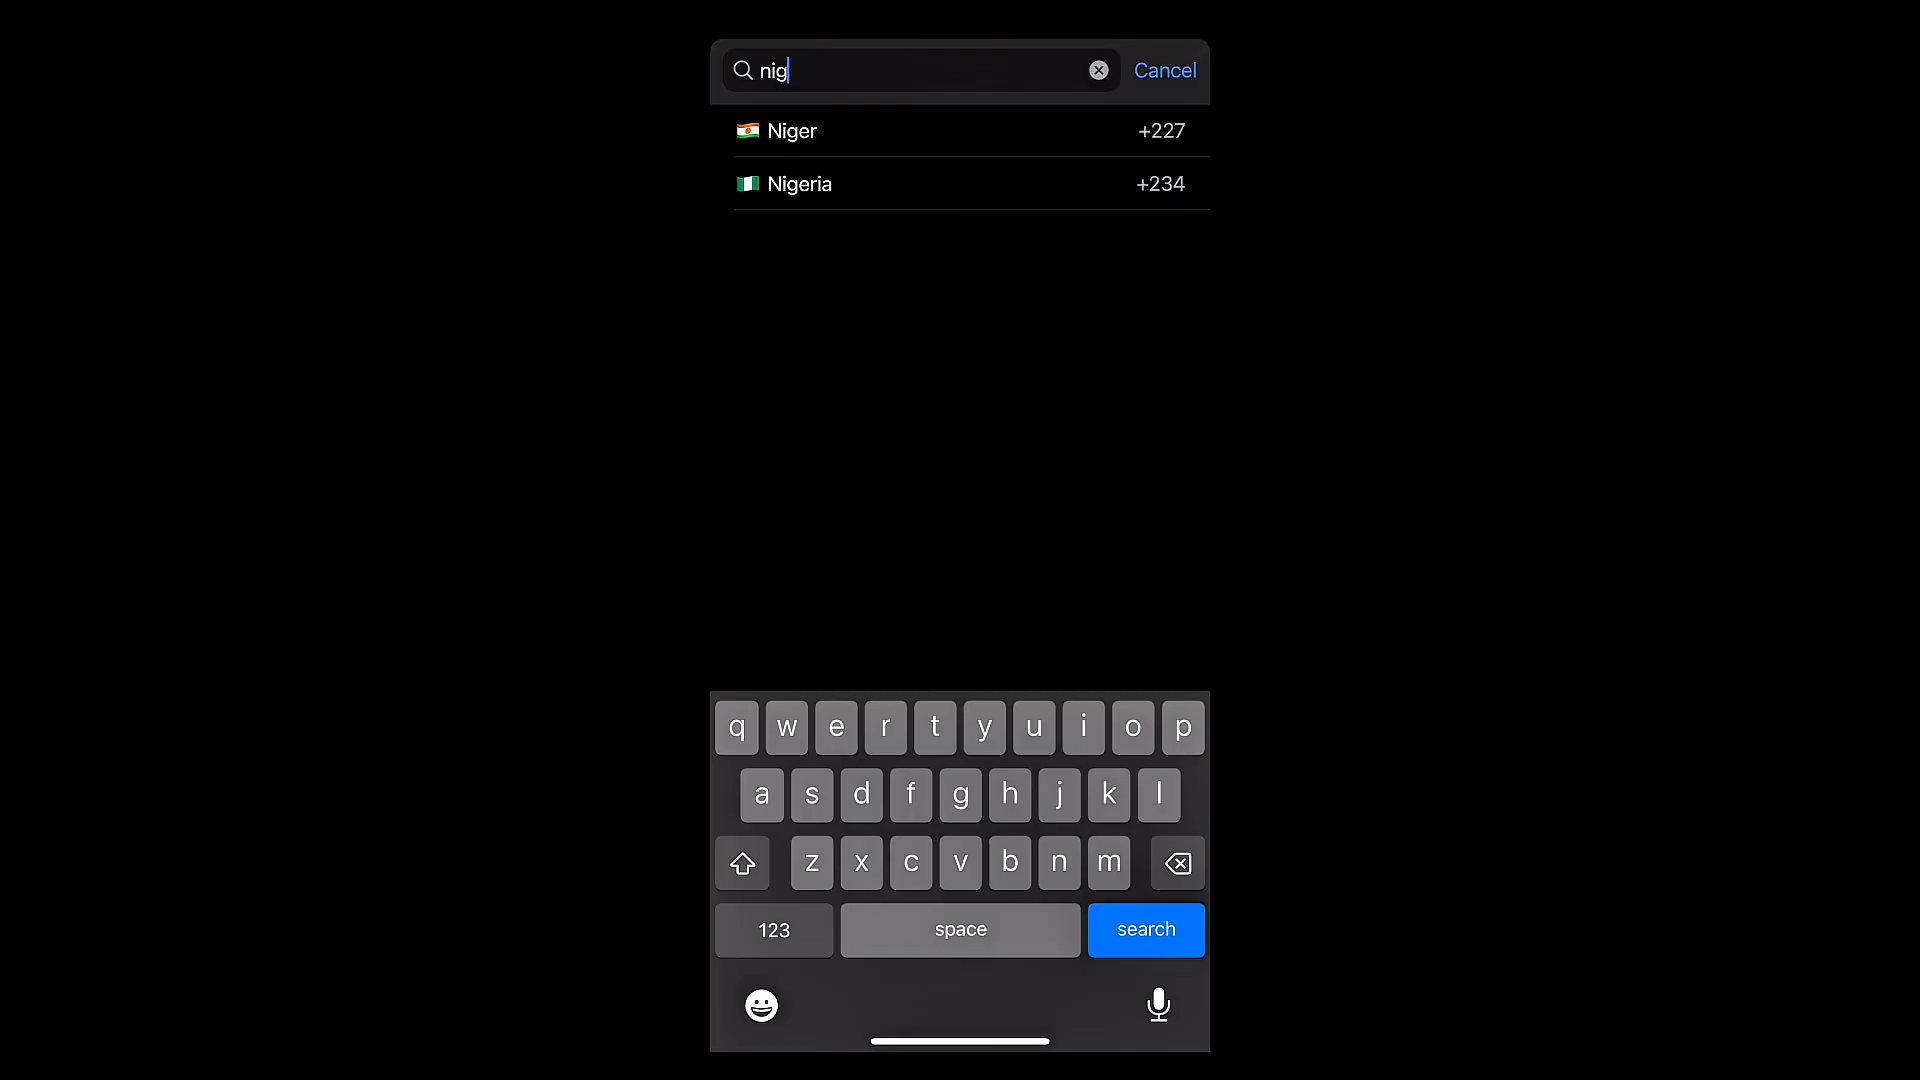 nig Cancel
Niger +227
Nigeria +234
q w e r t y u i o p
a s d f g h j k l
z x c v b n m
123 space search